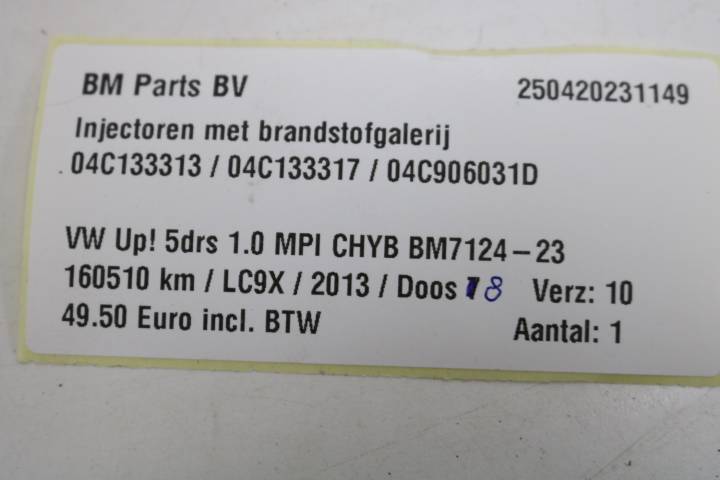 BM Parts BV 250420231149
Injectoren met brandstofgalerij
04C133313 / 04C133317 / 04C906031D
VW Up! 5drs 1.0 MPI CHYB BM7124-23
160510 km / LC9X / 2013 / Doos 18 Verz: 10
49.50 Euro incl. BTW Aantal: 1